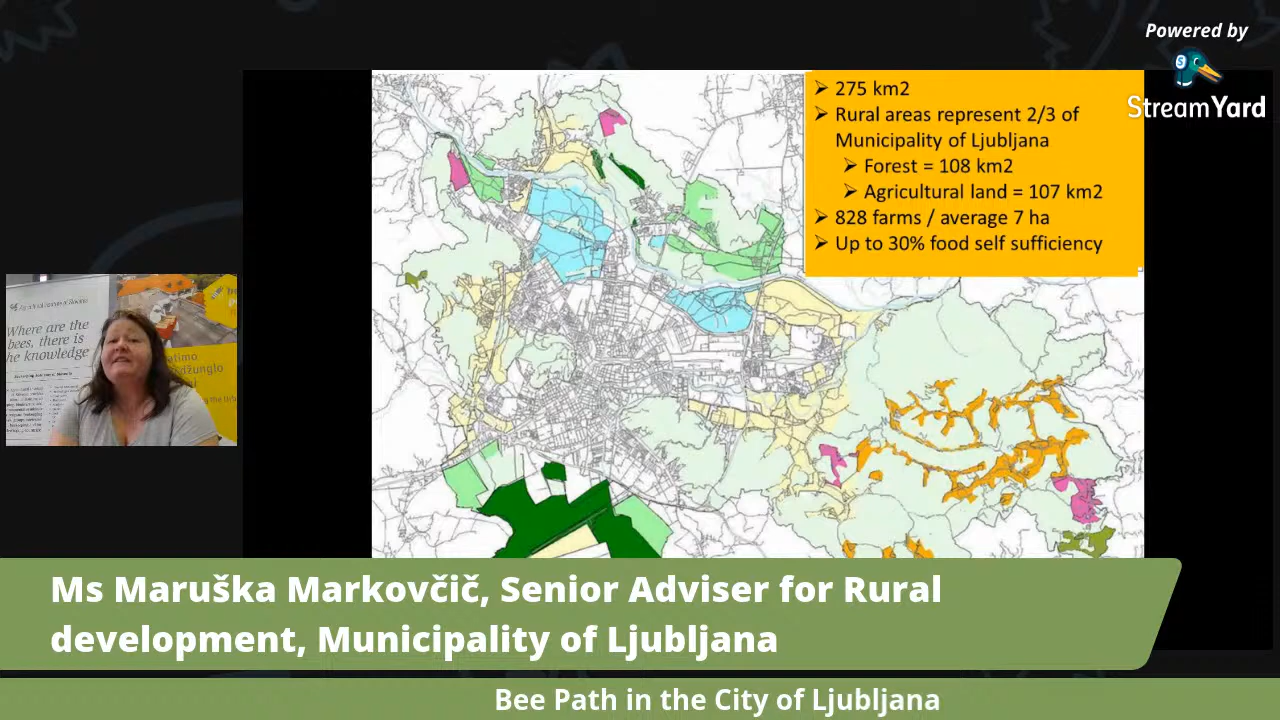 Powered by
StreamYard
➢ 275 km2
➢ Rural areas represent 2/3 of
Municipality of Ljubljana
➢ Forest = 108 km2
➢ Agricultural land = 107 km2
➢ 828 farms / average 7 ha
➢ Up to 30% food self sufficiency
Where are the
bees, there is
he knowledge
Ms Maruška Markovčič, Senior Adviser for Rural
development, Municipality of Ljubljana
Bee Path in the City of Ljubljana